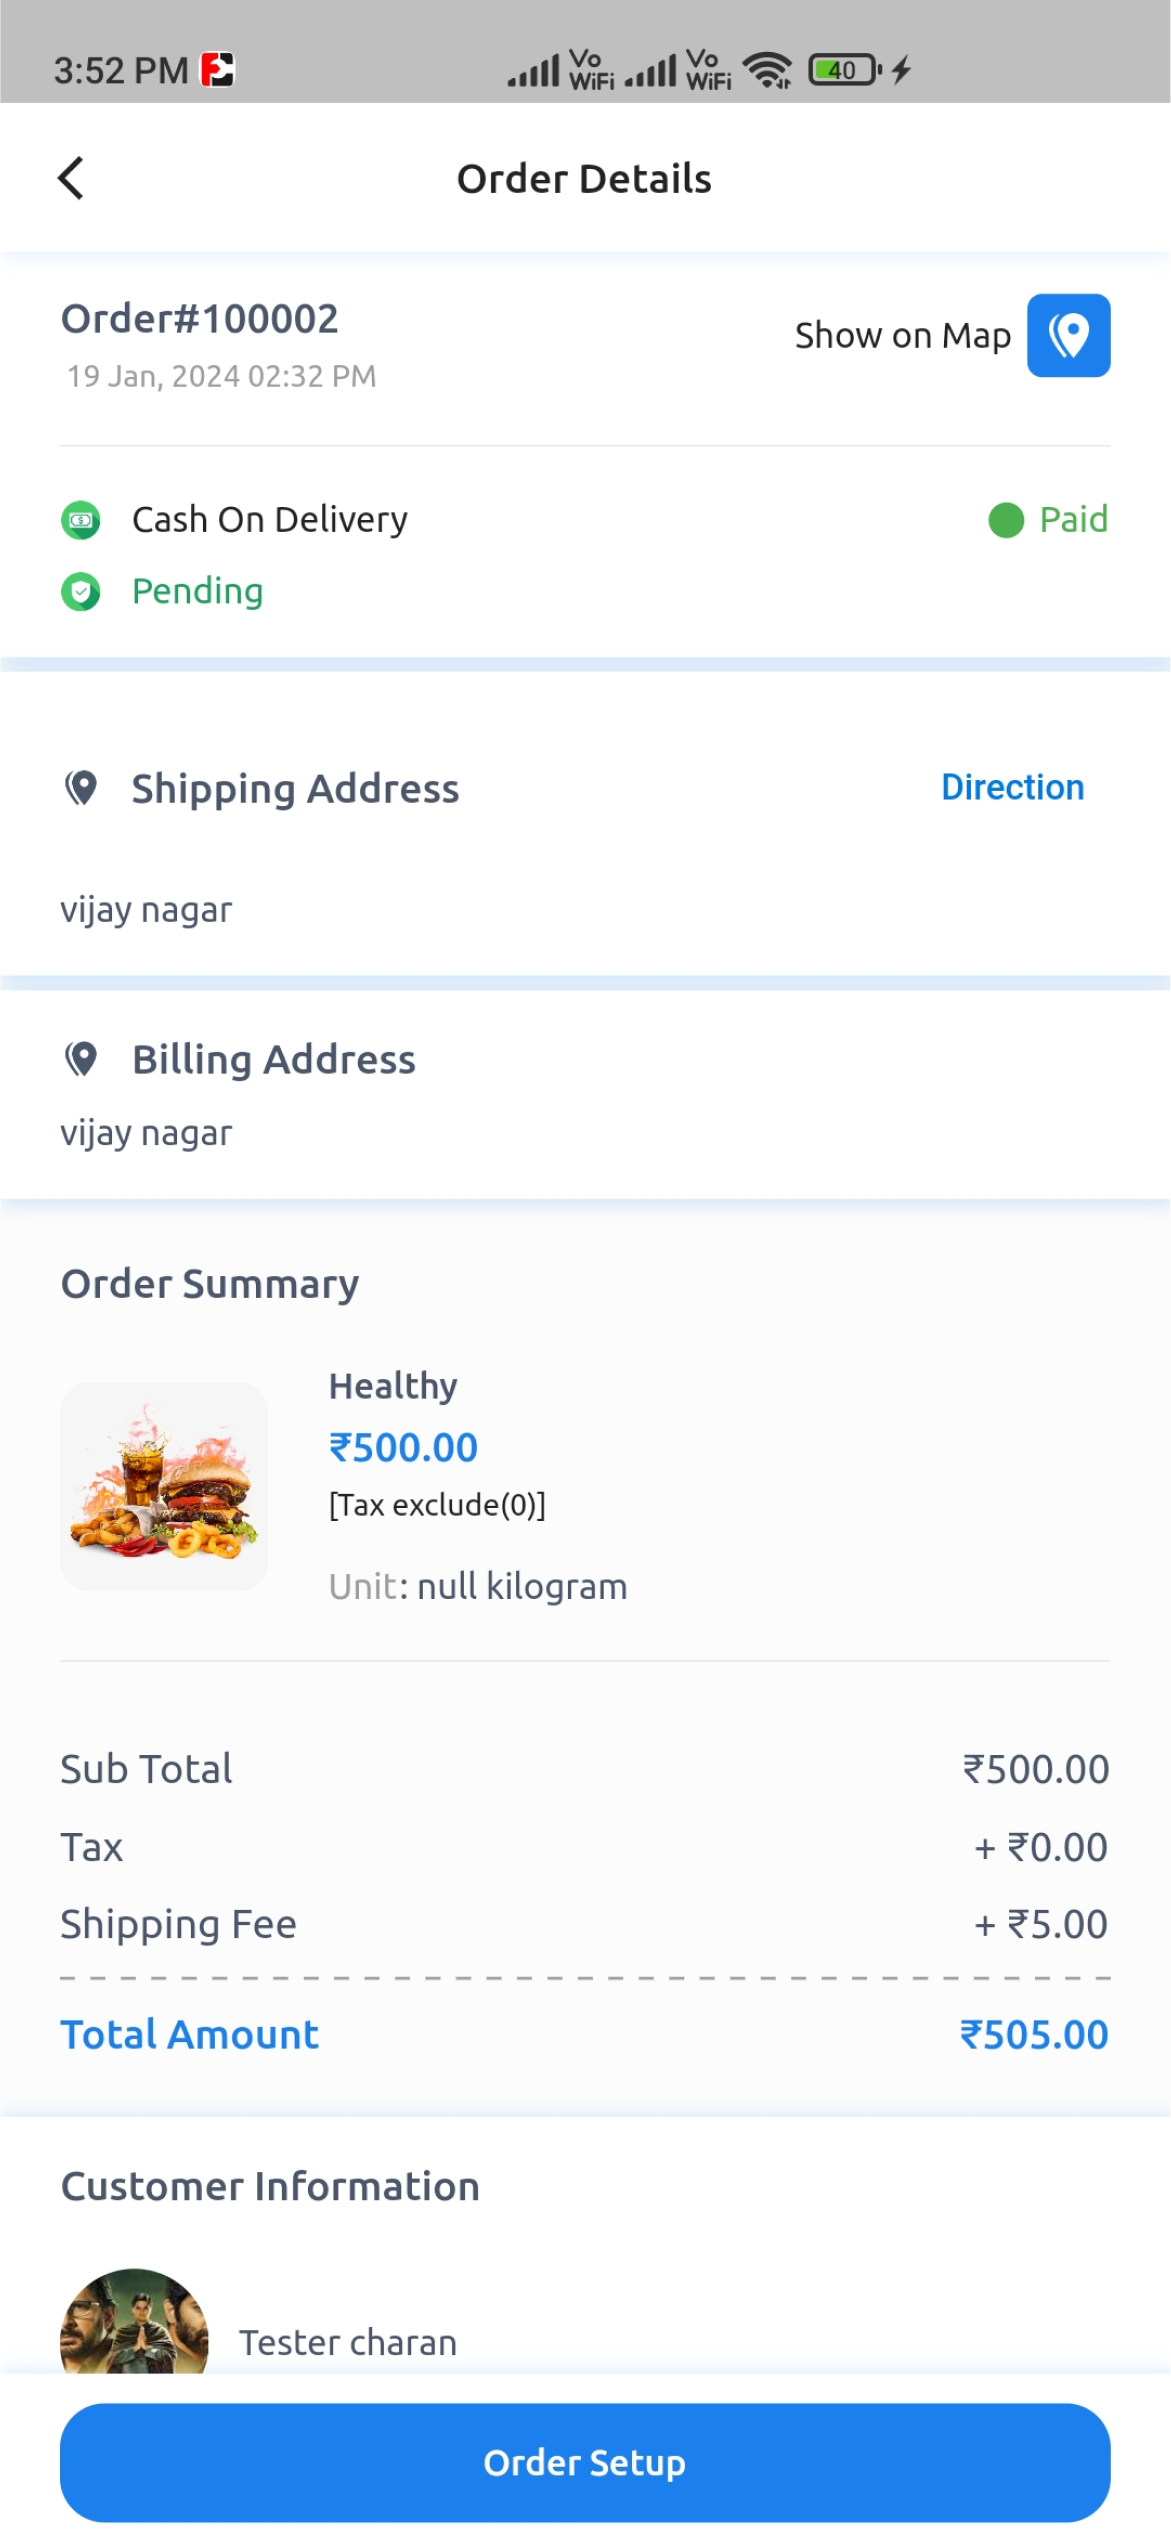 3:52 PM
Vo WiFi
Vo WiFi
40
Order Details
Order#100002
Show on Map
19 Jan, 2024 02:32 PM
Cash On Delivery
Paid
Pending
Shipping Address
Direction
vijay nagar
Billing Address
vijay nagar
Order Summary
Healthy
₹500.00
[Tax exclude(0)]
Unit: null kilogram
Sub Total ₹500.00
Tax + ₹0.00
Shipping Fee + ₹5.00
Total Amount ₹505.00
Customer Information
Tester charan
Order Setup